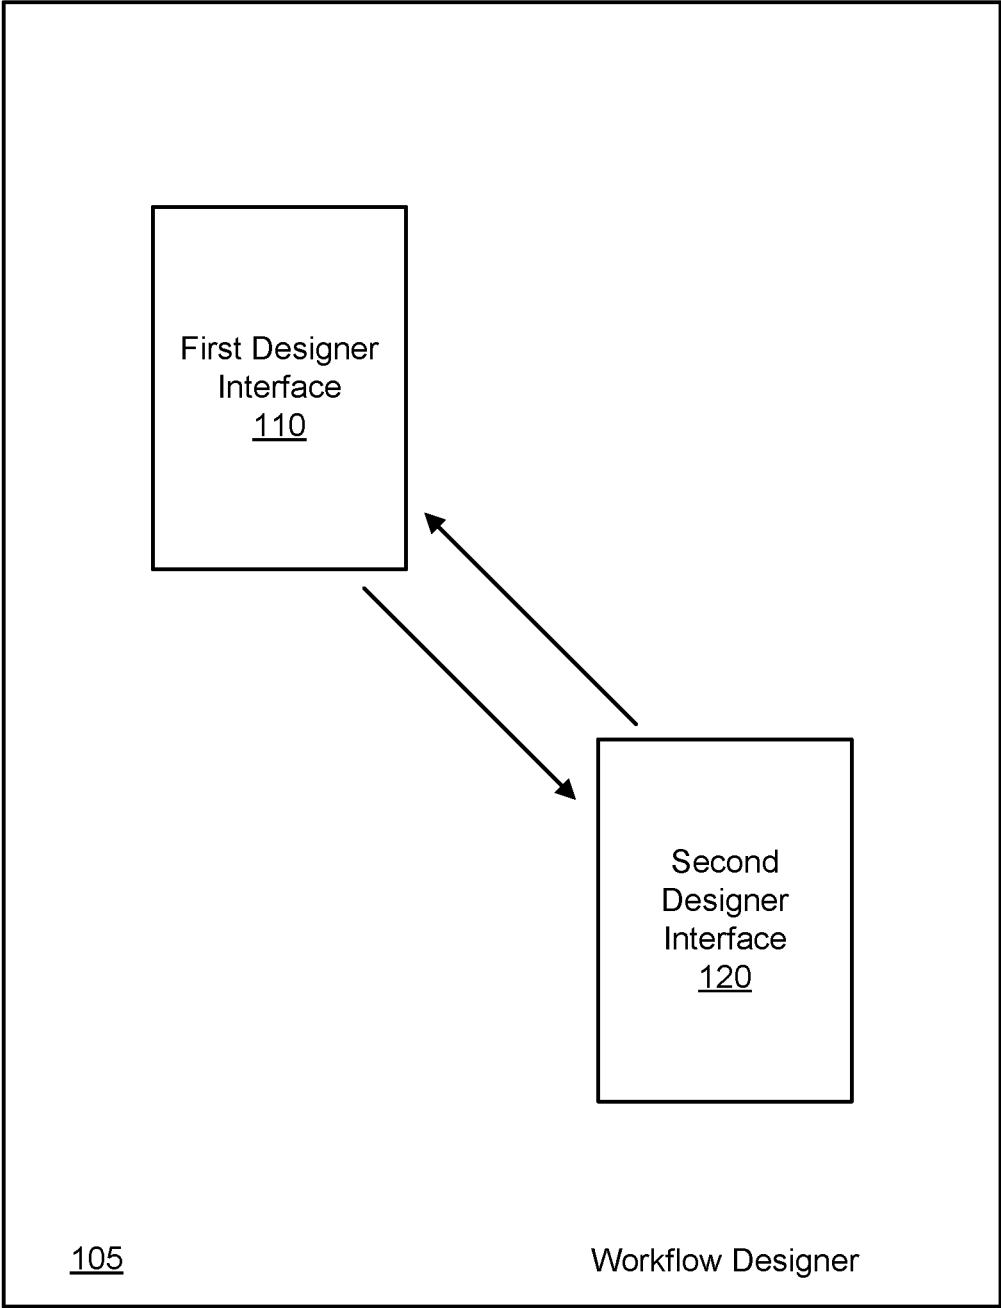 First Designer
Interface
110
Second
Designer
Interface
120
105
Workflow Designer